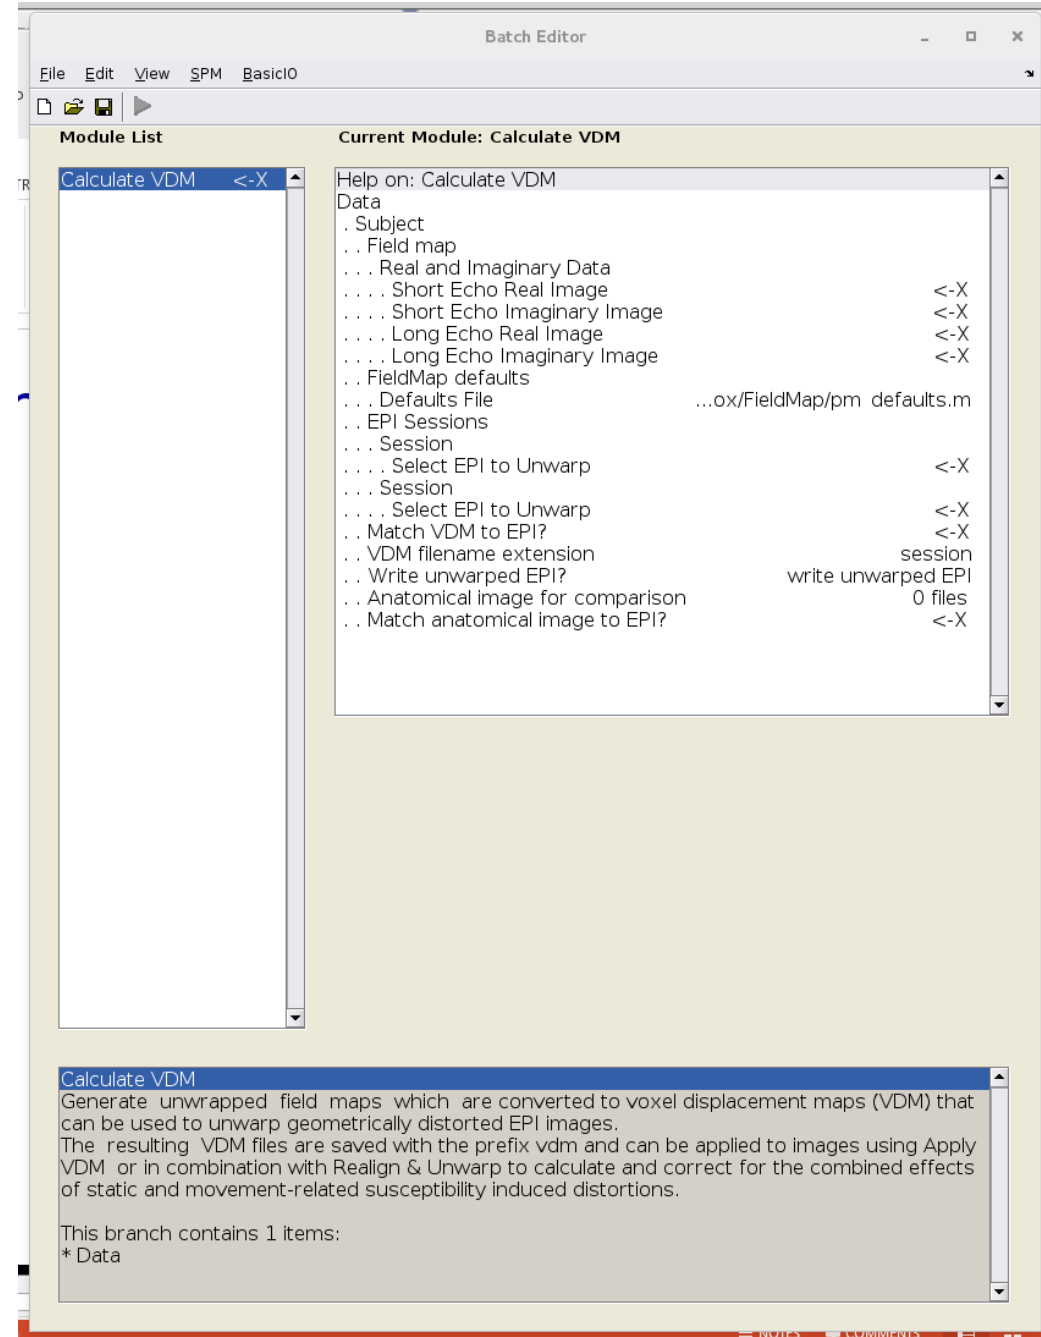 Batch Editor
File Edit View SPM BasicIO
Module List
Current Module: Calculate VDM
Calculate VDM <-X
Help on: Calculate VDM
Data
. Subject
. . Field map
. . . Real and Imaginary Data
. . . . Short Echo Real Image <-X
. . . . Short Echo Imaginary Image <-X
. . . . Long Echo Real Image <-X
. . . . Long Echo Imaginary Image <-X
. . FieldMap defaults
. . . Defaults File ...ox/FieldMap/pm defaults.m
. . EPI Sessions
. . . Session
. . . . Select EPI to Unwarp <-X
. . . Session
. . . . Select EPI to Unwarp <-X
. . Match VDM to EPI? <-X
. . VDM filename extension session
. . Write unwarped EPI? write unwarped EPI
. . Anatomical image for comparison 0 files
. . Match anatomical image to EPI? <-X
Calculate VDM
Generate unwrapped field maps which are converted to voxel displacement maps (VDM) that
can be used to unwarp geometrically distorted EPI images.
The resulting VDM files are saved with the prefix vdm and can be applied to images using Apply
VDM or in combination with Realign & Unwarp to calculate and correct for the combined effects
of static and movement-related susceptibility induced distortions.
This branch contains 1 items:
* Data
NOTES COMMENTS